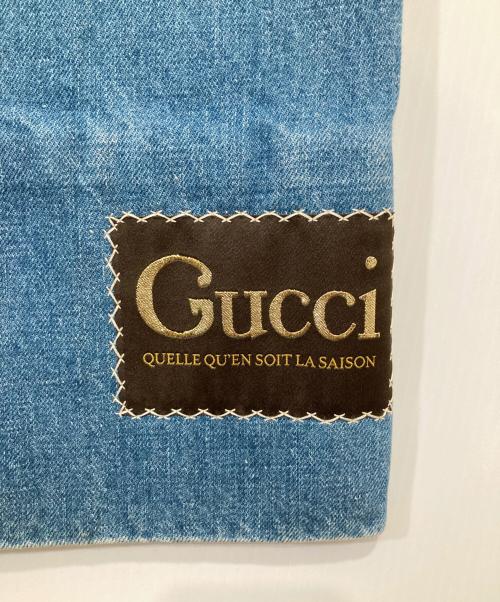 Gucci
QUELLE QU'EN SOIT LA SAISON